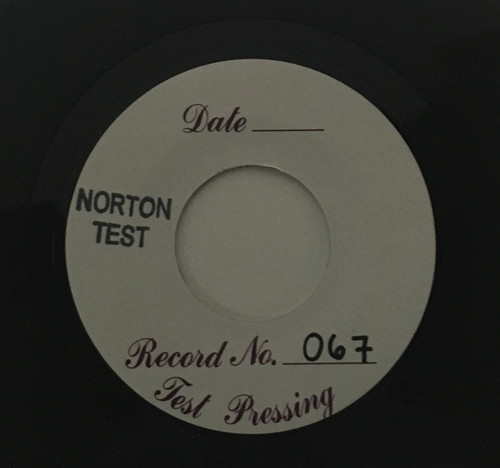 Date
NORTON
TEST
Record No. 067
Test Pressing